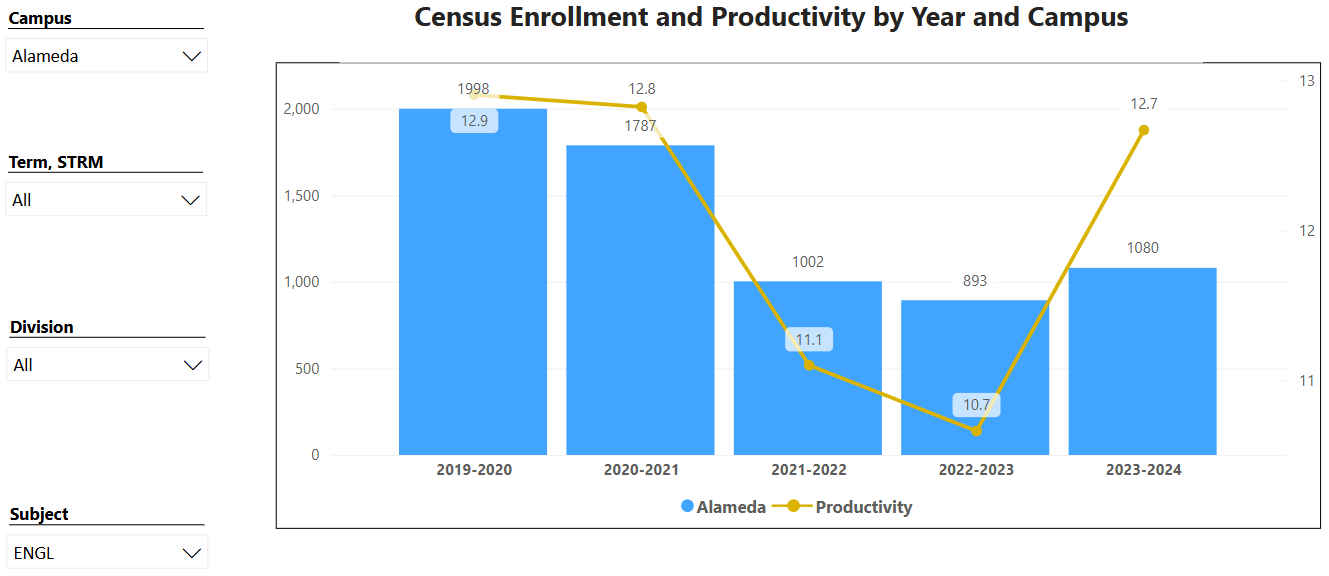 Campus
Alameda
Term, STRM
All
Division
All
Subject
ENGL
Census Enrollment and Productivity by Year and Campus
2,000
1,500
1,000
500
0
1998
12.9
12.8
1787
1002
11.1
893
10.7
12.7
1080
13
12
11
2019-2020
2020-2021
2021-2022
2022-2023
2023-2024
Alameda
Productivity